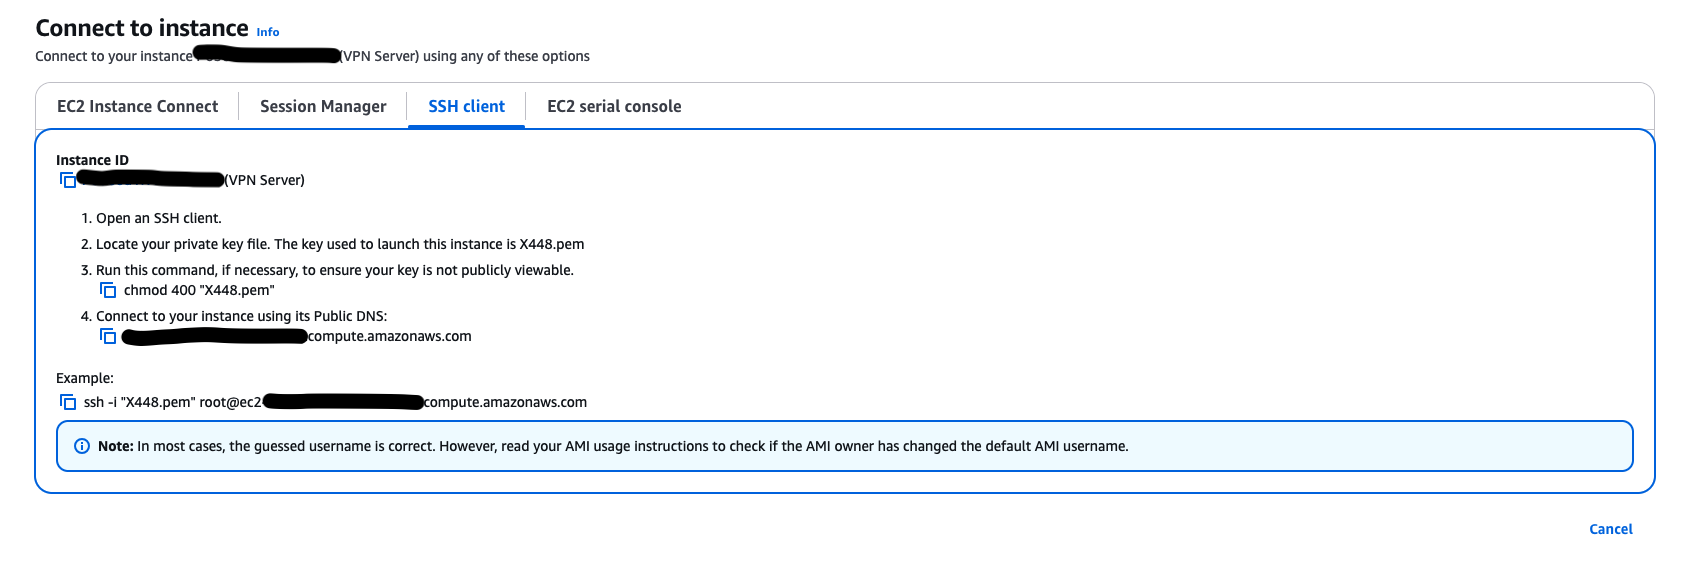 Connect to instance Info
Connect to your instance (VPN Server) using any of these options
EC2 Instance Connect Session Manager SSH client EC2 serial console
Instance ID
(VPN Server)
1. Open an SSH client.
2. Locate your private key file. The key used to launch this instance is X448.pem
3. Run this command, if necessary, to ensure your key is not publicly viewable.
chmod 400 "X448.pem"
4. Connect to your instance using its Public DNS:
compute.amazonaws.com
Example:
ssh -i "X448.pem" root@ec2 compute.amazonaws.com
Note: In most cases, the guessed username is correct. However, read your AMI usage instructions to check if the AMI owner has changed the default AMI username.
Cancel